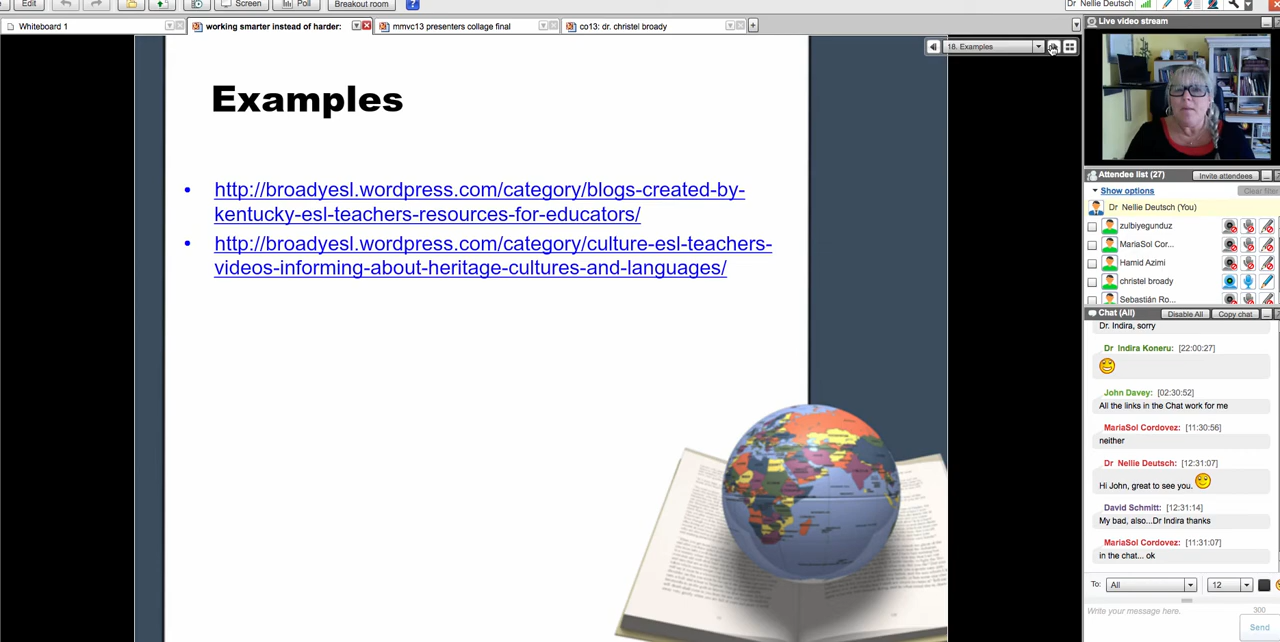 Edit
Screen
Poll
Breakout room
?
Dr Nellie Deutsch
Whiteboard 1
working smarter instead of harder:
mmvc13 presenters collage final
co13: dr. christel broady
18. Examples
Examples
• http://broadyesl.wordpress.com/category/blogs-created-by-
kentucky-esl-teachers-resources-for-educators/
• http://broadyesl.wordpress.com/category/culture-esl-teachers-
videos-informing-about-heritage-cultures-and-languages/
Live video stream
Attendee list (27)
Invite attendees
Show options
Clear filter
Dr Nellie Deutsch (You)
zulbiyegunduz
MariaSol Cor...
Hamid Azimi
christel broady
Sebastián Ro...
Chat (All)
Disable All
Copy chat
Dr. Indira, sorry
Dr Indira Koneru: [22:00:27]
John Davey: [02:30:52]
All the links in the Chat work for me
MariaSol Cordovez: [11:30:56]
neither
Dr Nellie Deutsch: [12:31:07]
Hi John, great to see you.
David Schmitt: [12:31:14]
My bad, also...Dr Indira thanks
MariaSol Cordovez: [11:31:07]
in the chat... ok
To: All 12
Write your message here.
300
Send